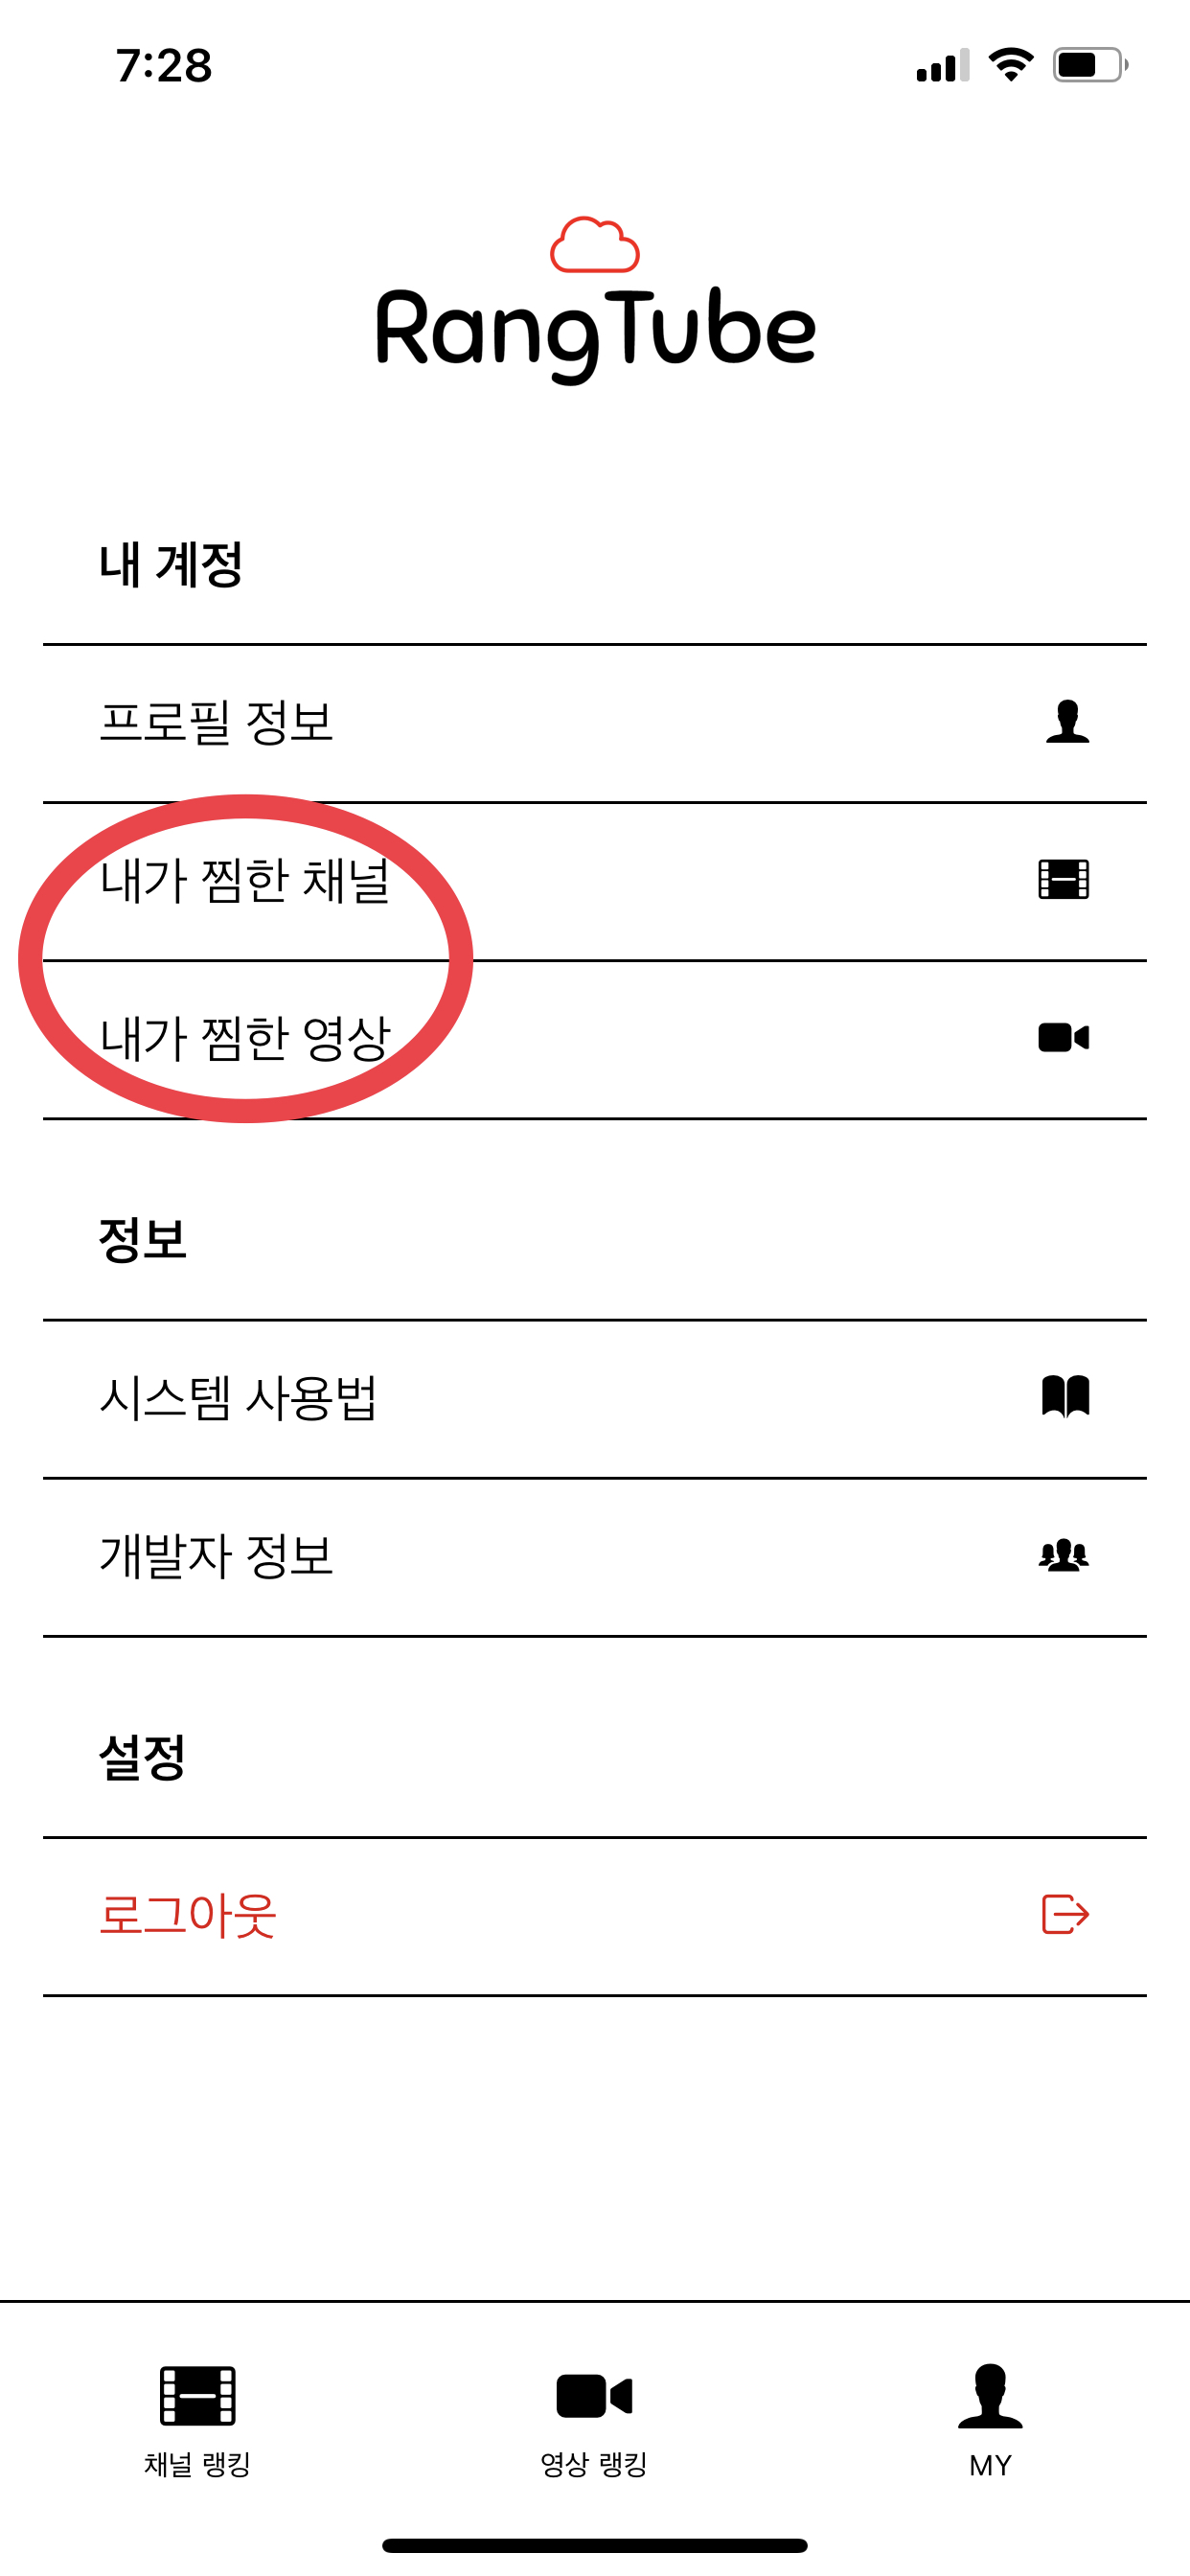 7:28
RangTube
내 계정
프로필 정보
내가 찜한 채널
내가 찜한 영상
정보
시스템 사용법
개발자 정보
설정
로그아웃
채널 랭킹
영상 랭킹
MY